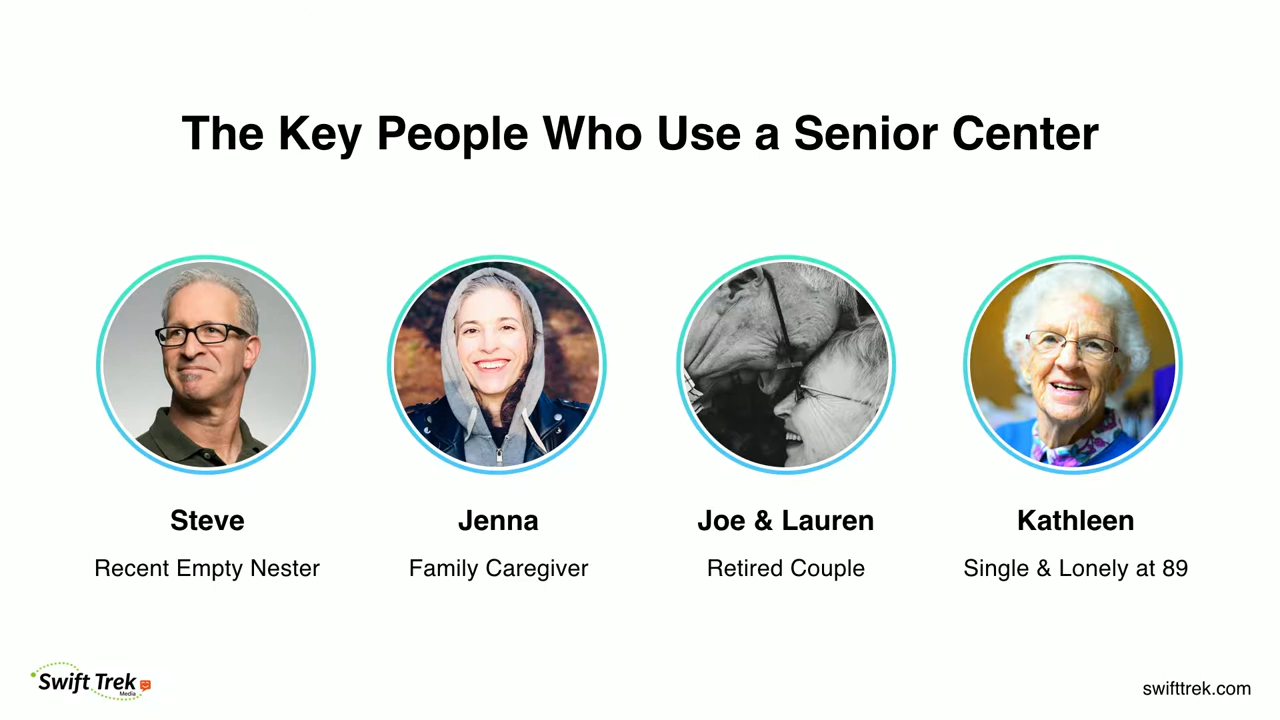 The Key People Who Use a Senior Center
Steve
Recent Empty Nester
Jenna
Family Caregiver
Joe & Lauren
Retired Couple
Kathleen
Single & Lonely at 89
Swift Trek
Media
swifttrek.com